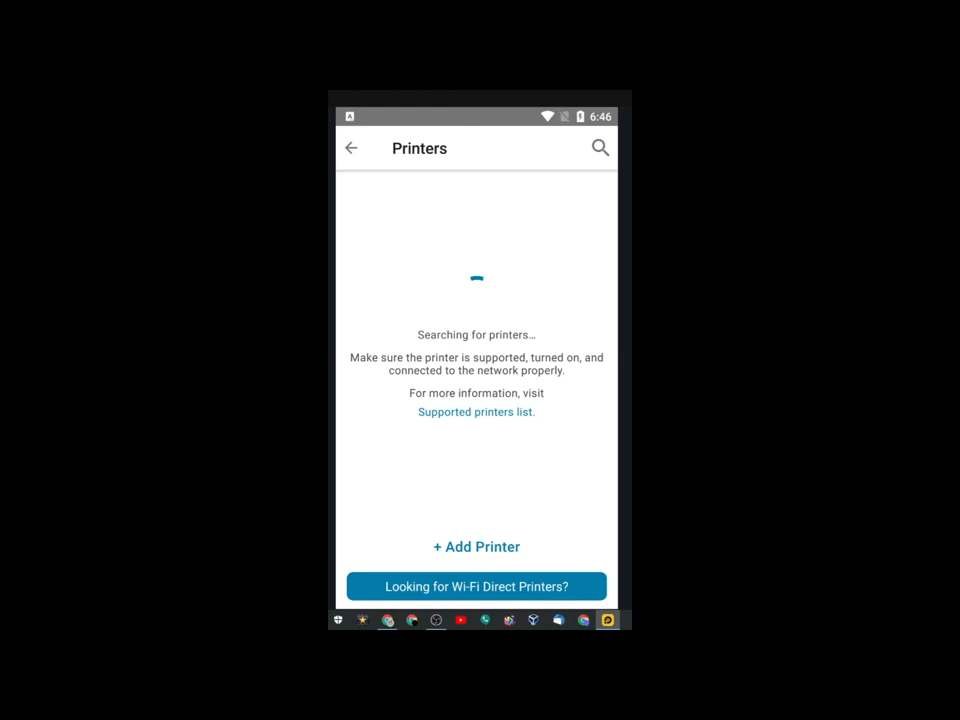 6:46
Printers
Searching for printers...
Make sure the printer is supported, turned on, and
connected to the network properly.
For more information, visit
Supported printers list.
+ Add Printer
Looking for Wi-Fi Direct Printers?